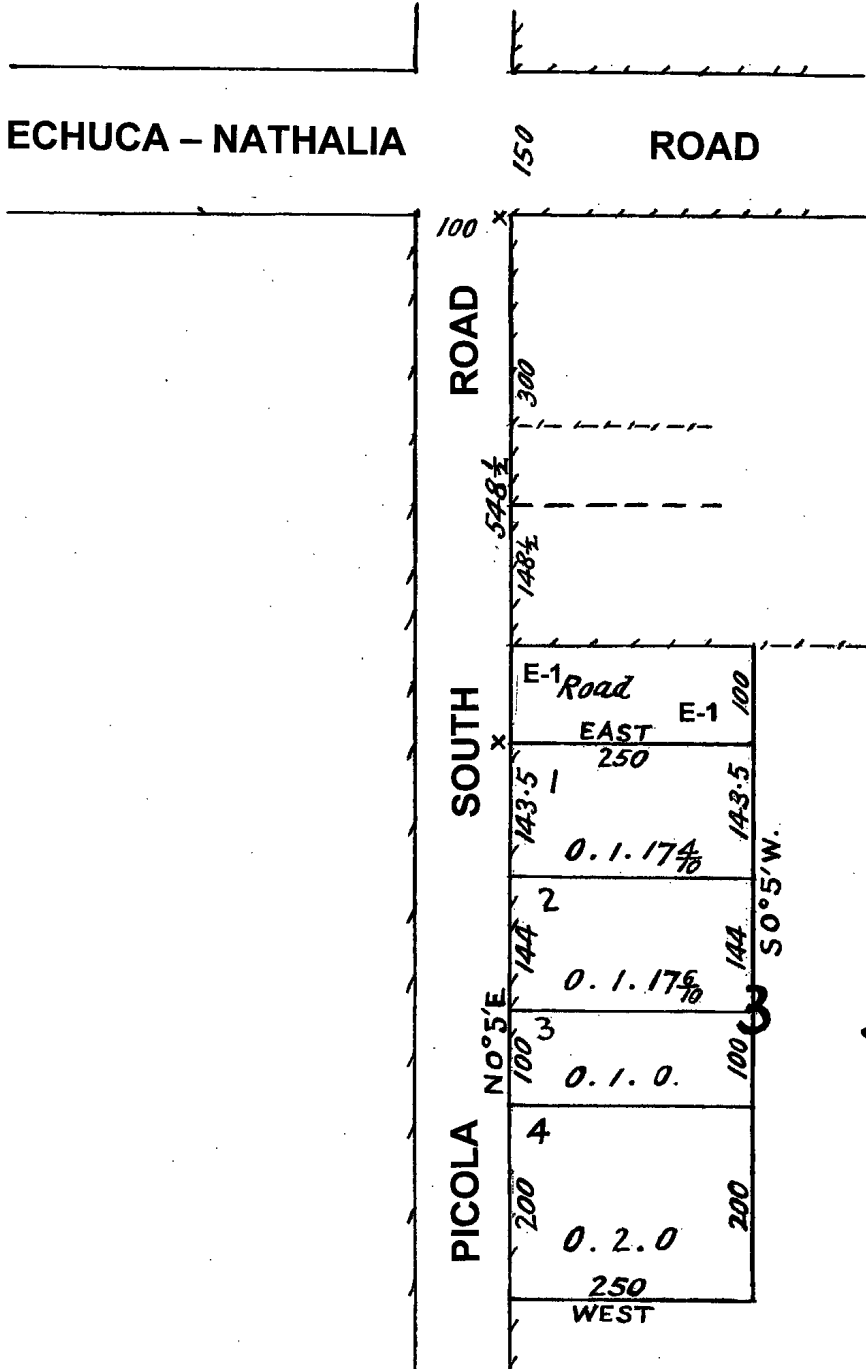 ECHUCA – NATHALIA ROAD
150
100
ROAD
300
548½
148½
E-1 Road E-1
100
EAST
250
SOUTH
1
143·5
143·5
0. 1. 17 4/10
S0°5'W.
2
144
144
0. 1. 17 6/10
N0°5'E
3
3
100
100
0. 1. 0.
4
PICOLA
200
200
0. 2. 0
250
WEST